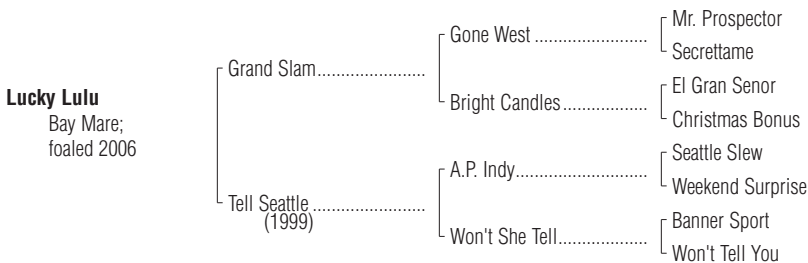 Lucky Lulu
Bay Mare;
foaled 2006
Grand Slam.......................
Tell Seattle .......................
(1999)
Gone West .......................
Bright Candles..................
A.P. Indy...........................
Won't She Tell...................
Mr. Prospector
Secrettame
El Gran Senor
Christmas Bonus
Seattle Slew
Weekend Surprise
Banner Sport
Won't Tell You